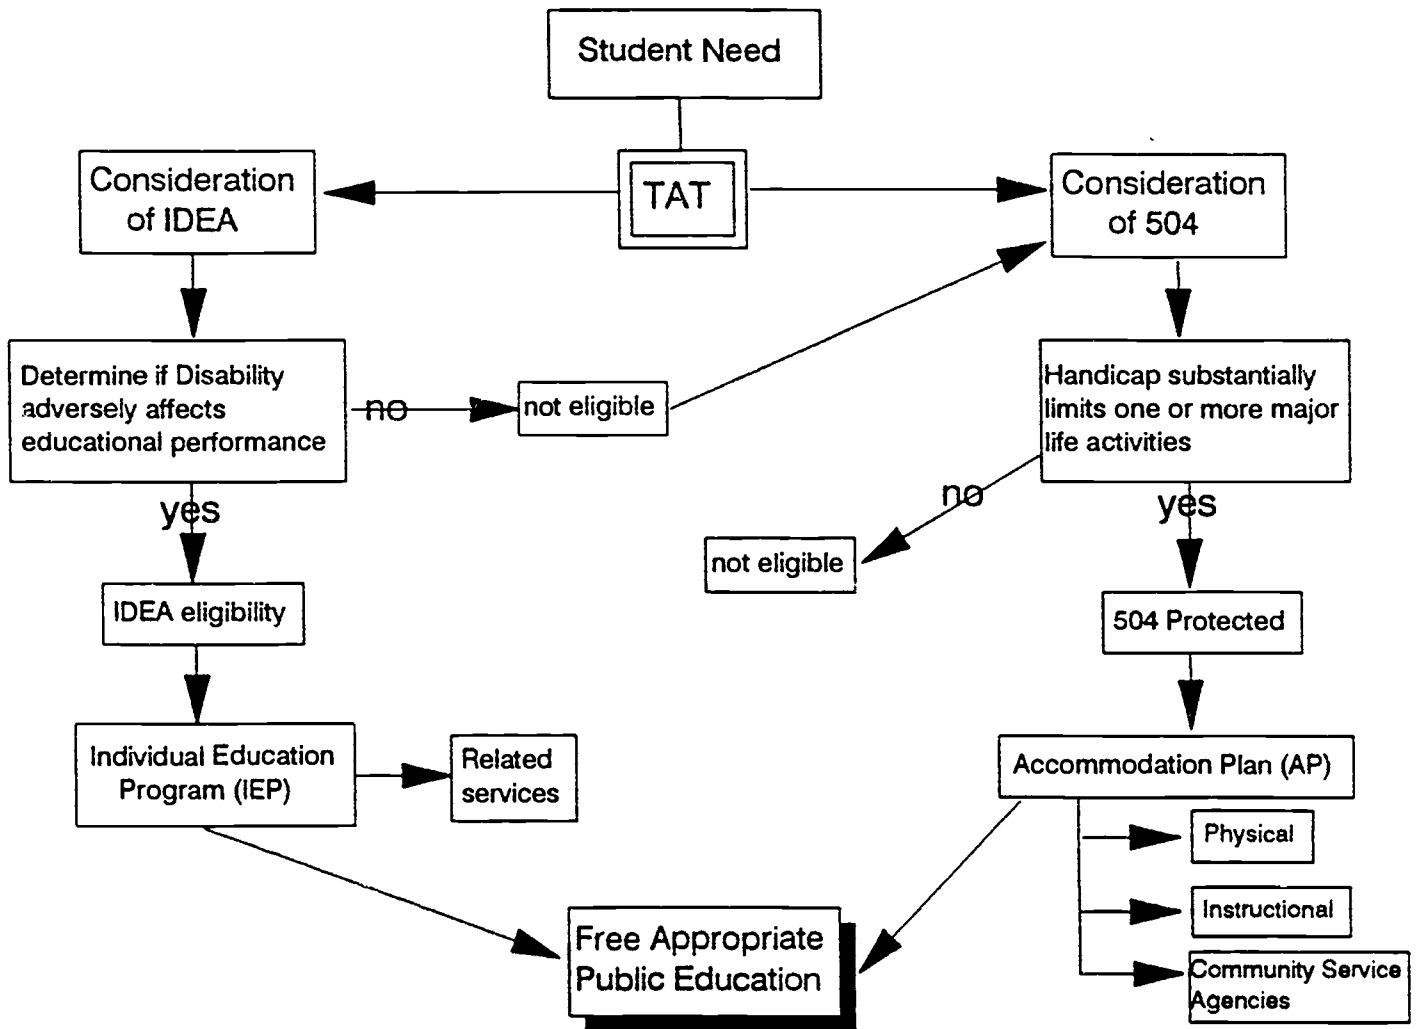 Student Need
TAT
Consideration
of IDEA
Consideration
of 504
Determine if Disability
adversely affects
educational performance
no
not eligible
Handicap substantially
limits one or more major
life activities
no
not eligible
yes
yes
IDEA eligibility
504 Protected
Individual Education
Program (IEP)
Related
services
Accommodation Plan (AP)
Physical
Instructional
Community Service
Agencies
Free Appropriate
Public Education